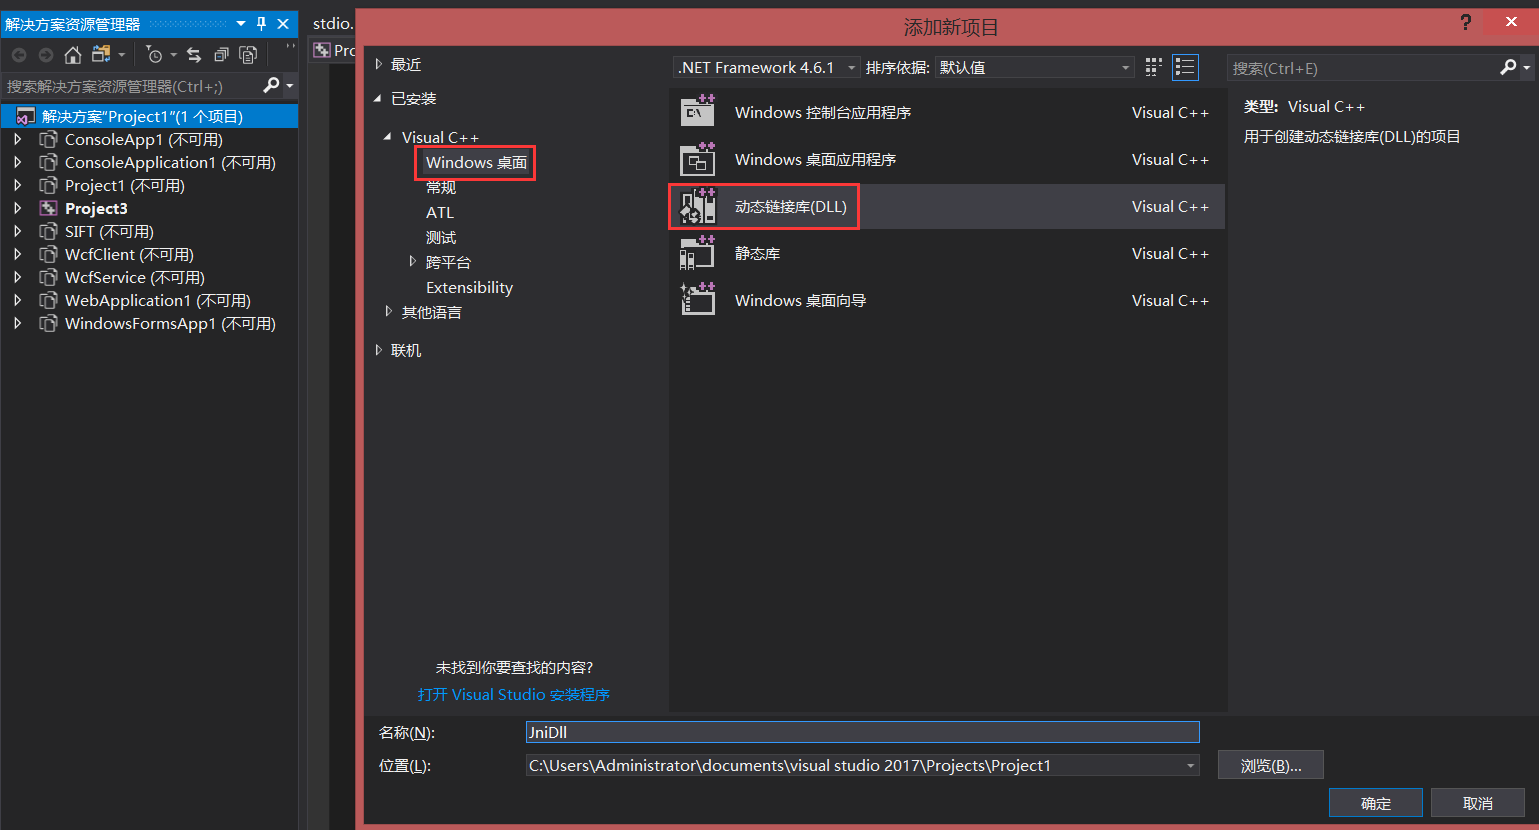 解决方案资源管理器
搜索解决方案资源管理器(Ctrl+;)
解决方案"Project1"(1 个项目)
ConsoleApp1 (不可用)
ConsoleApplication1 (不可用)
Project1 (不可用)
Project3
SIFT (不可用)
WcfClient (不可用)
WcfService (不可用)
WebApplication1 (不可用)
WindowsFormsApp1 (不可用)
stdio.
Pro
添加新项目
最近
已安装
Visual C++
Windows 桌面
常规
ATL
测试
跨平台
Extensibility
其他语言
联机
未找到你要查找的内容?
打开 Visual Studio 安装程序
.NET Framework 4.6.1 排序依据: 默认值
搜索(Ctrl+E)
Windows 控制台应用程序 Visual C++
Windows 桌面应用程序 Visual C++
动态链接库(DLL) Visual C++
静态库 Visual C++
Windows 桌面向导 Visual C++
类型: Visual C++
用于创建动态链接库(DLL)的项目
名称(N): JniDll
位置(L): C:\Users\Administrator\documents\visual studio 2017\Projects\Project1
浏览(B)...
确定 取消